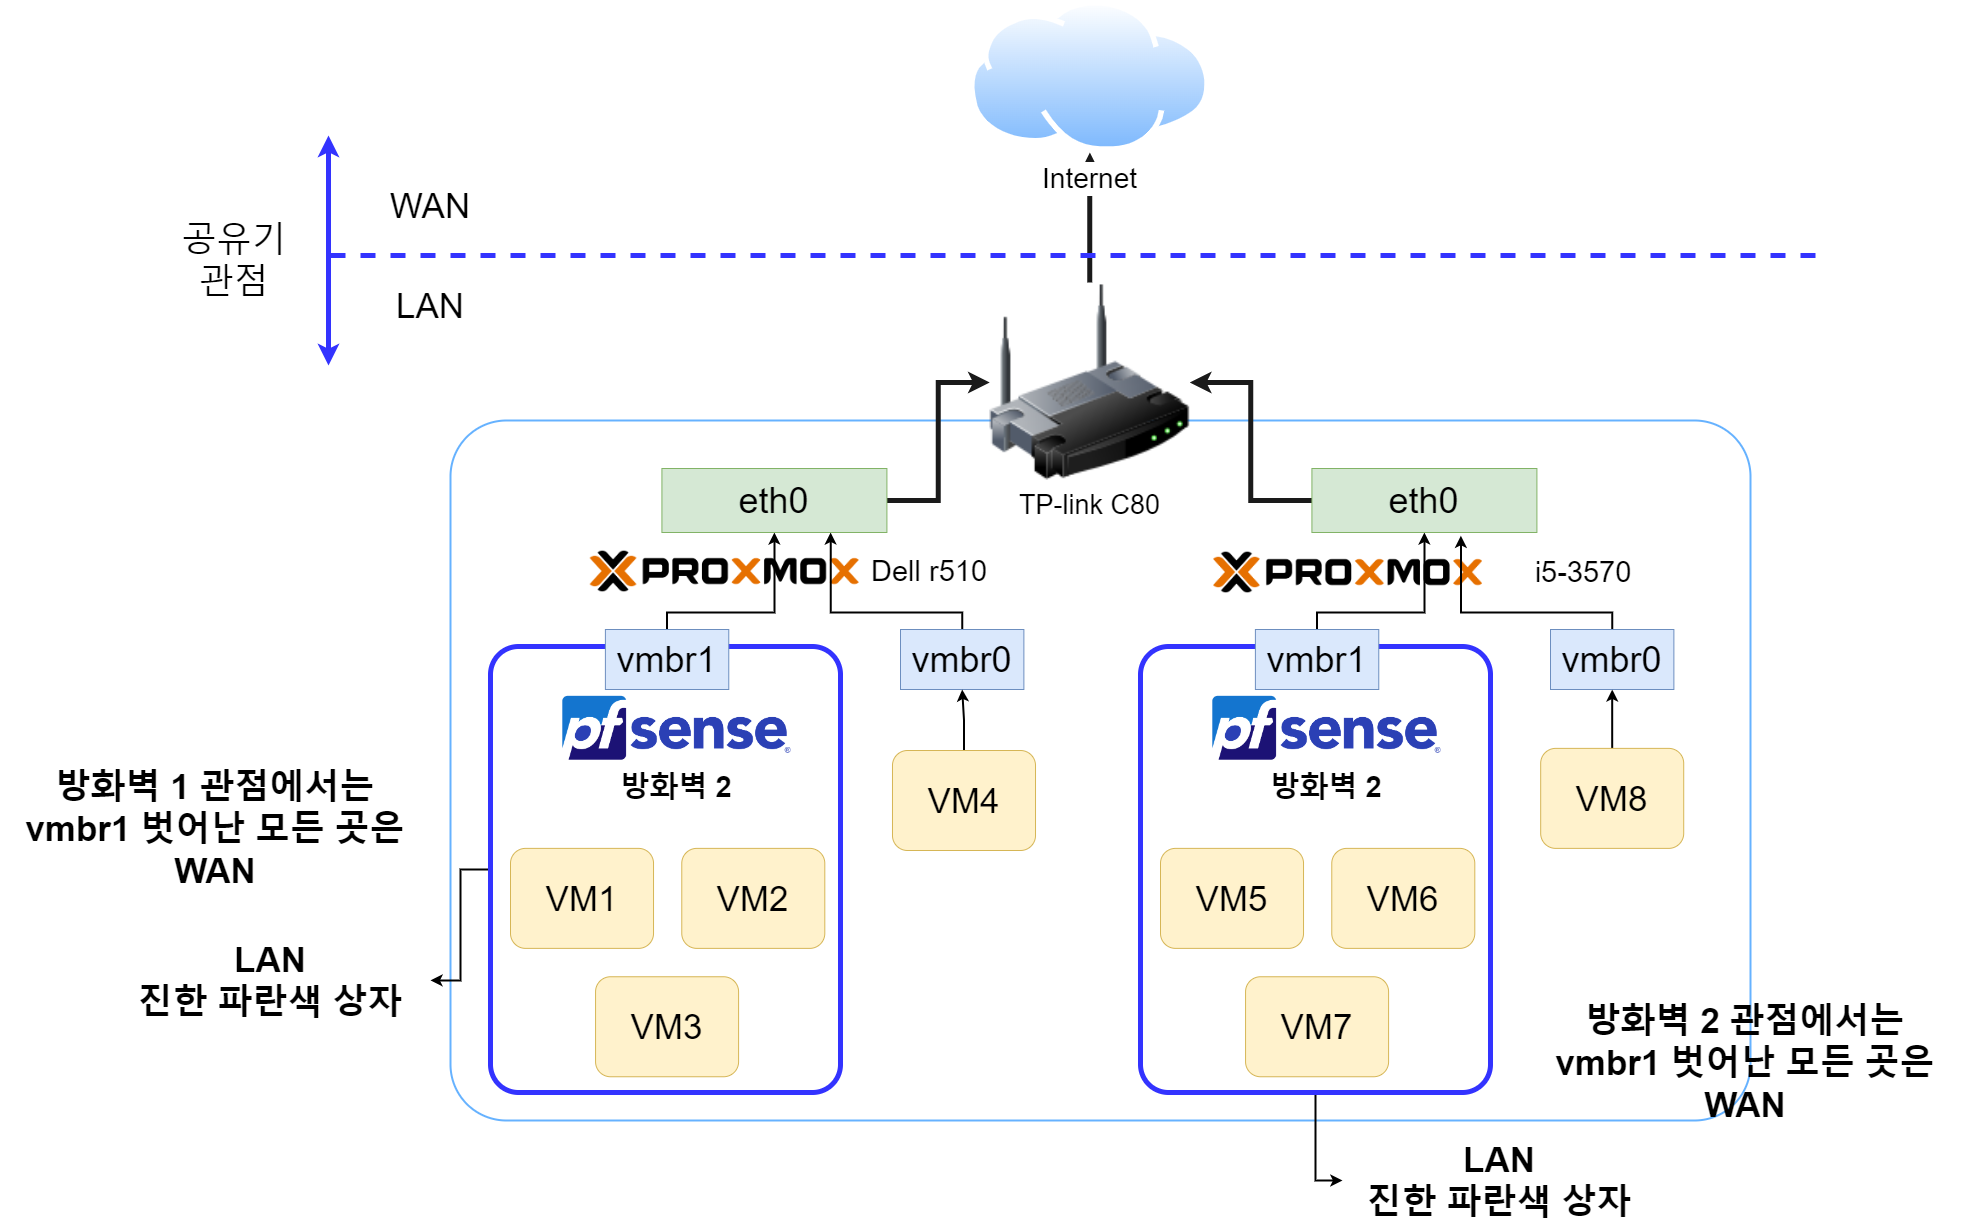 Internet
WAN
공유기
관점
LAN
eth0
TP-link C80
eth0
PROXMOX
Dell r510
PROXMOX
i5-3570
vmbr1
vmbr0
vmbr1
vmbr0
pfsense
방화벽 2
VM4
pfsense
방화벽 2
VM8
방화벽 1 관점에서는
vmbr1 벗어난 모든 곳은
WAN
VM1
VM2
VM5
VM6
LAN
진한 파란색 상자
VM3
VM7
방화벽 2 관점에서는
vmbr1 벗어난 모든 곳은
WAN
LAN
진한 파란색 상자